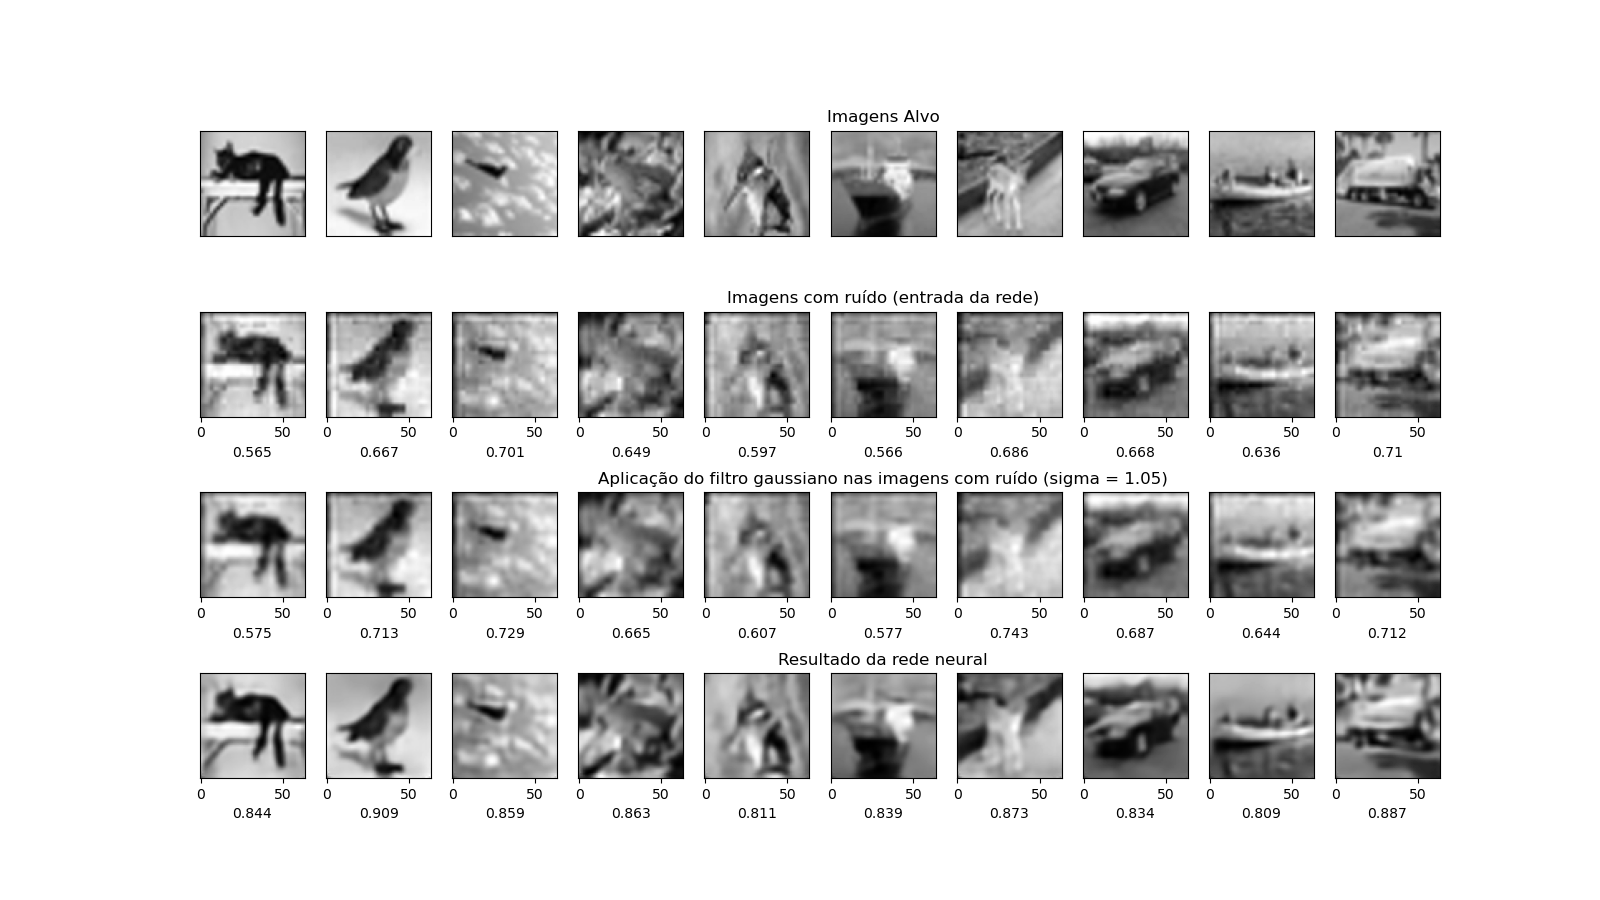 Imagens Alvo
Imagens com ruído (entrada da rede)
0 50 0 50 0 50 0 50 0 50 0 50 0 50 0 50 0 50 0 50
0.565 0.667 0.701 0.649 0.597 0.566 0.686 0.668 0.636 0.71
Aplicação do filtro gaussiano nas imagens com ruído (sigma = 1.05)
0 50 0 50 0 50 0 50 0 50 0 50 0 50 0 50 0 50 0 50
0.575 0.713 0.729 0.665 0.607 0.577 0.743 0.687 0.644 0.712
Resultado da rede neural
0 50 0 50 0 50 0 50 0 50 0 50 0 50 0 50 0 50 0 50
0.844 0.909 0.859 0.863 0.811 0.839 0.873 0.834 0.809 0.887